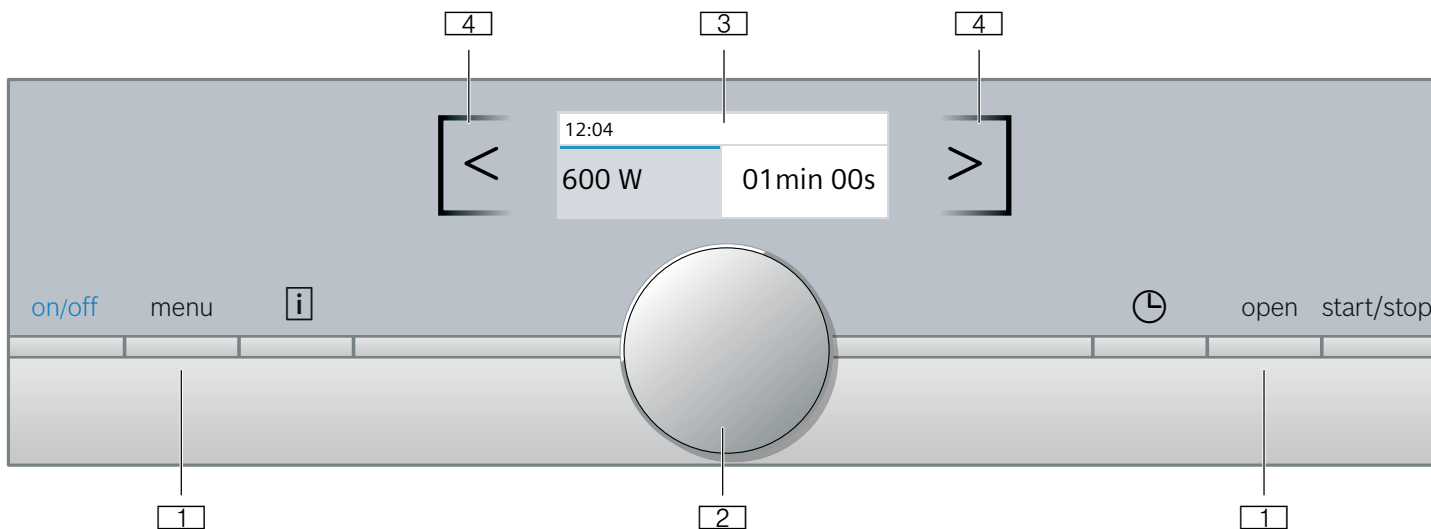 4 3 4
12:04
< 600 W 01min 00s >
on/off menu i open start/stop
1 2 1